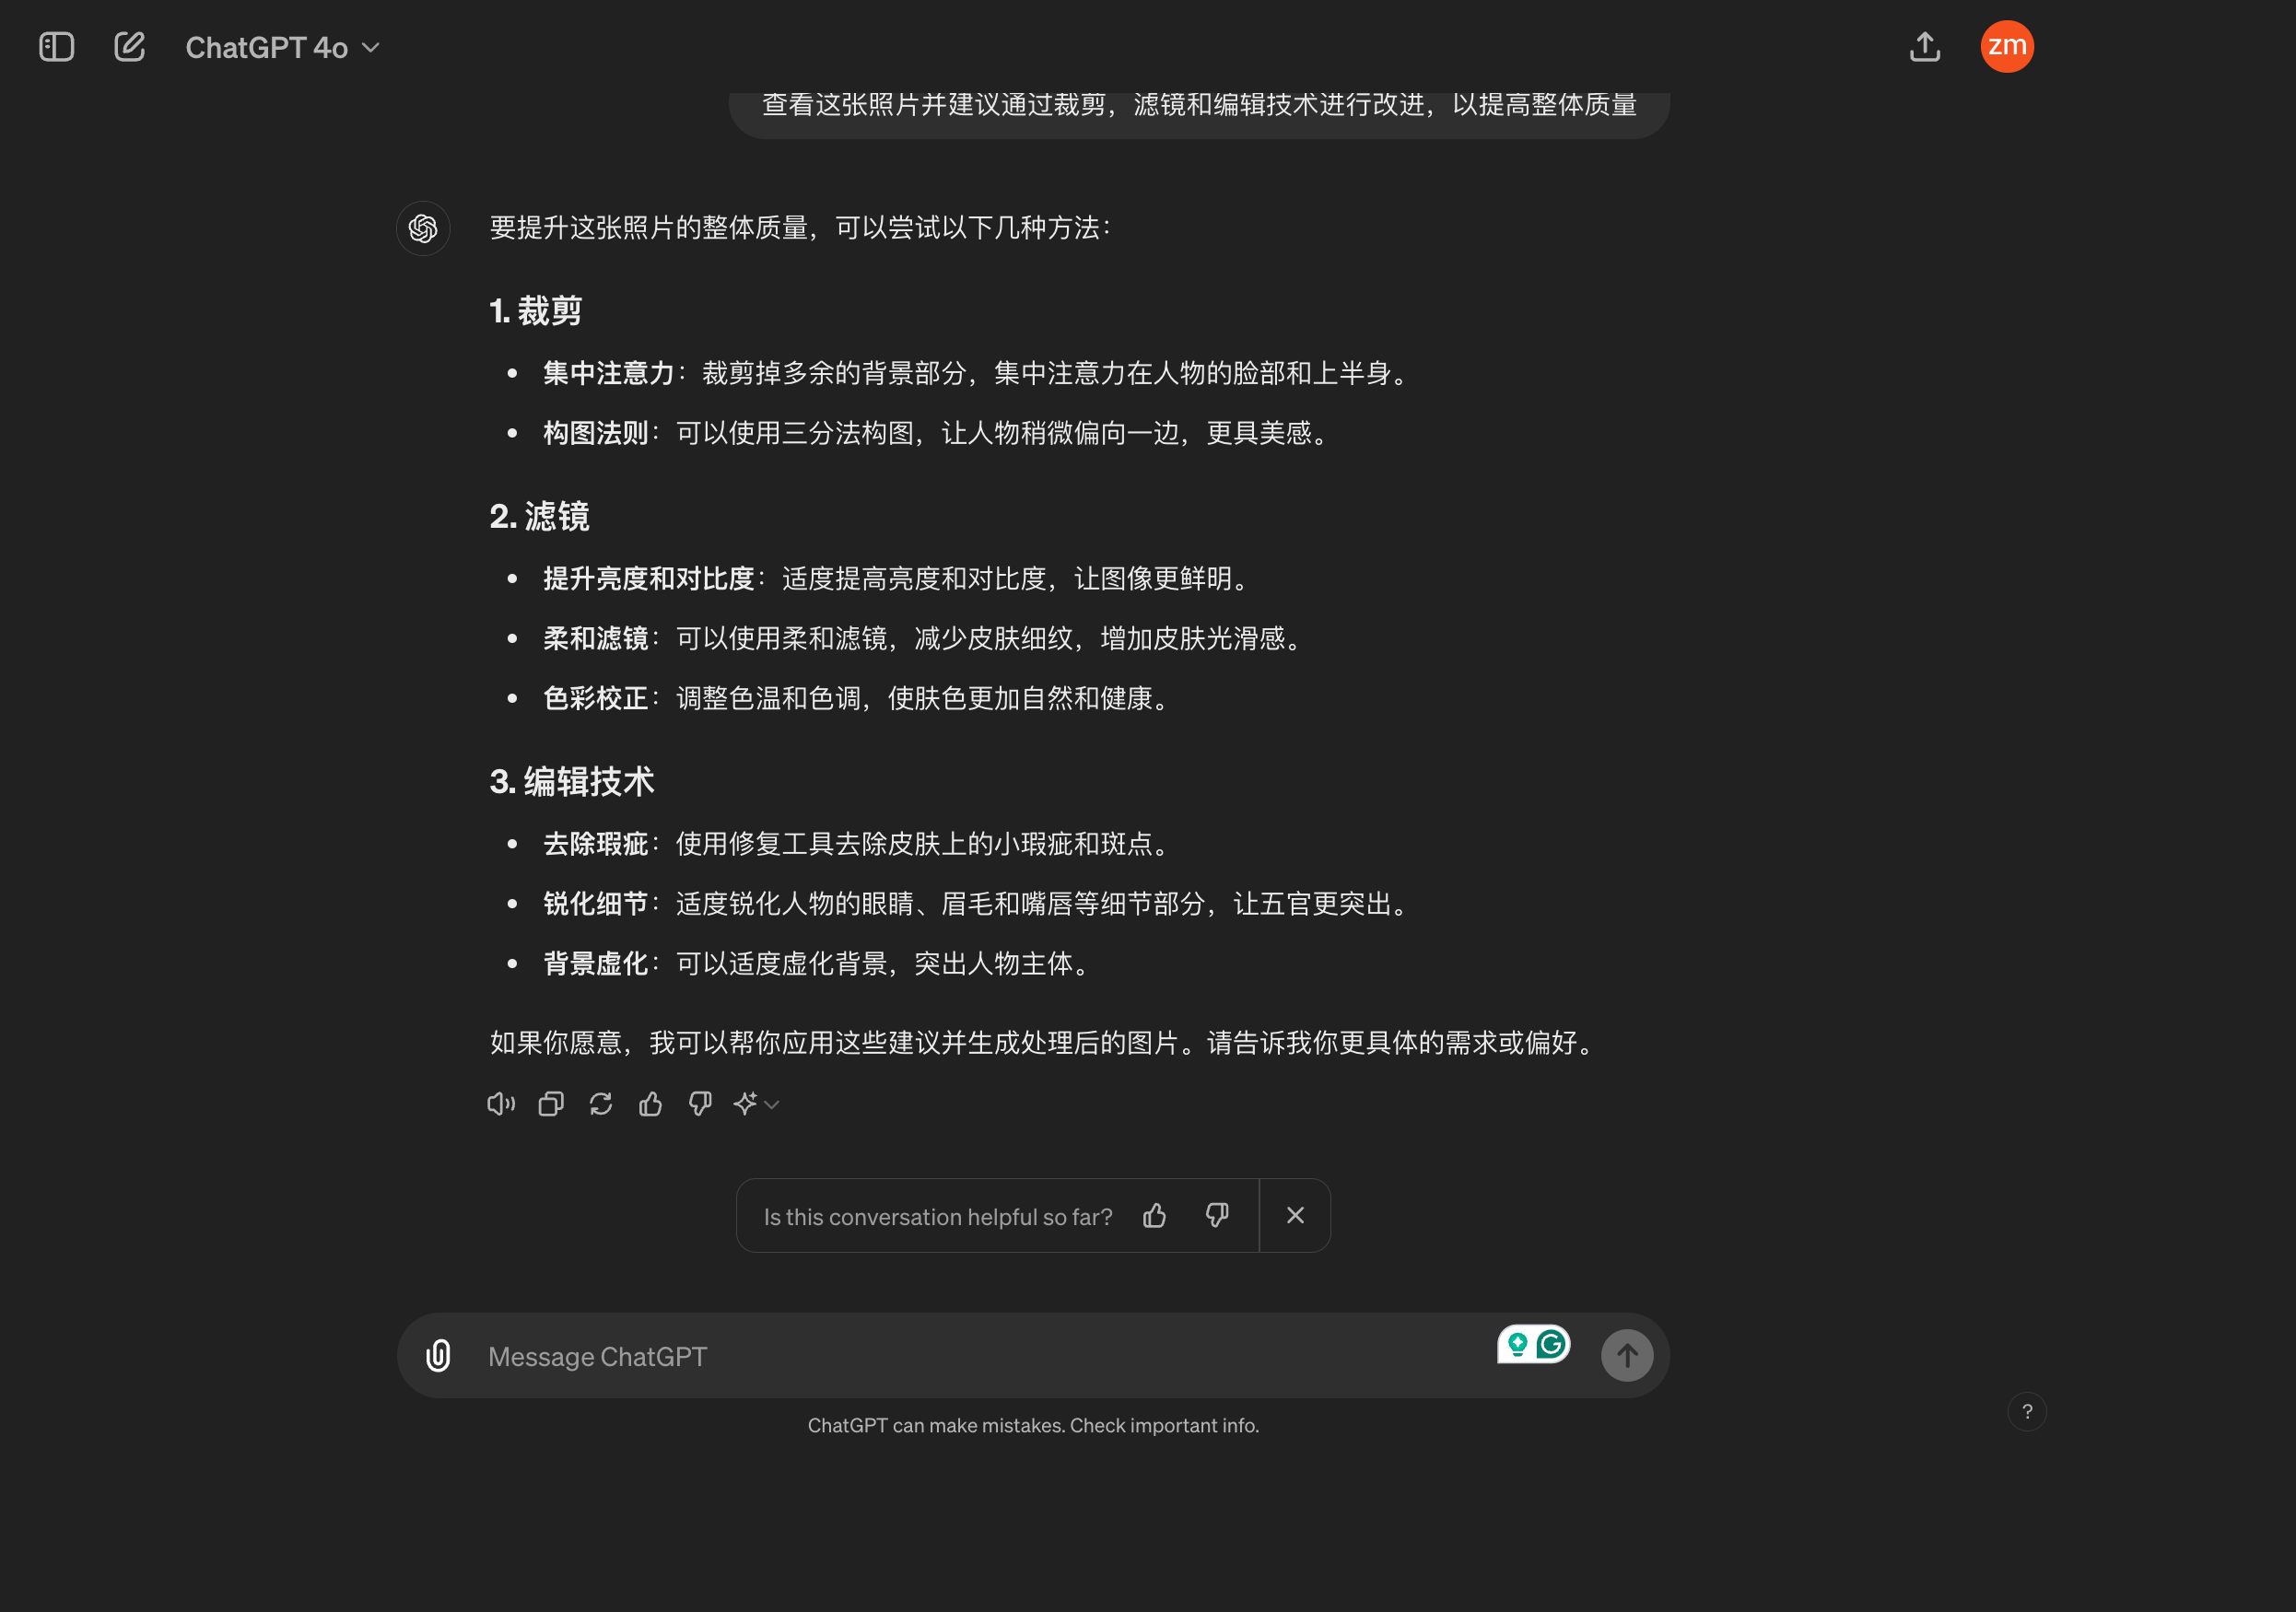 ChatGPT 4o
zm
查看这张照片并建议通过裁剪，滤镜和编辑技术进行改进，以提高整体质量
要提升这张照片的整体质量，可以尝试以下几种方法：
1. 裁剪
• 集中注意力：裁剪掉多余的背景部分，集中注意力在人物的脸部和上半身。
• 构图法则：可以使用三分法构图，让人物稍微偏向一边，更具美感。
2. 滤镜
• 提升亮度和对比度：适度提高亮度和对比度，让图像更鲜明。
• 柔和滤镜：可以使用柔和滤镜，减少皮肤细纹，增加皮肤光滑感。
• 色彩校正：调整色温和色调，使肤色更加自然和健康。
3. 编辑技术
• 去除瑕疵：使用修复工具去除皮肤上的小瑕疵和斑点。
• 锐化细节：适度锐化人物的眼睛、眉毛和嘴唇等细节部分，让五官更突出。
• 背景虚化：可以适度虚化背景，突出人物主体。
如果你愿意，我可以帮你应用这些建议并生成处理后的图片。请告诉我你更具体的需求或偏好。
Is this conversation helpful so far?
Message ChatGPT
ChatGPT can make mistakes. Check important info.
?